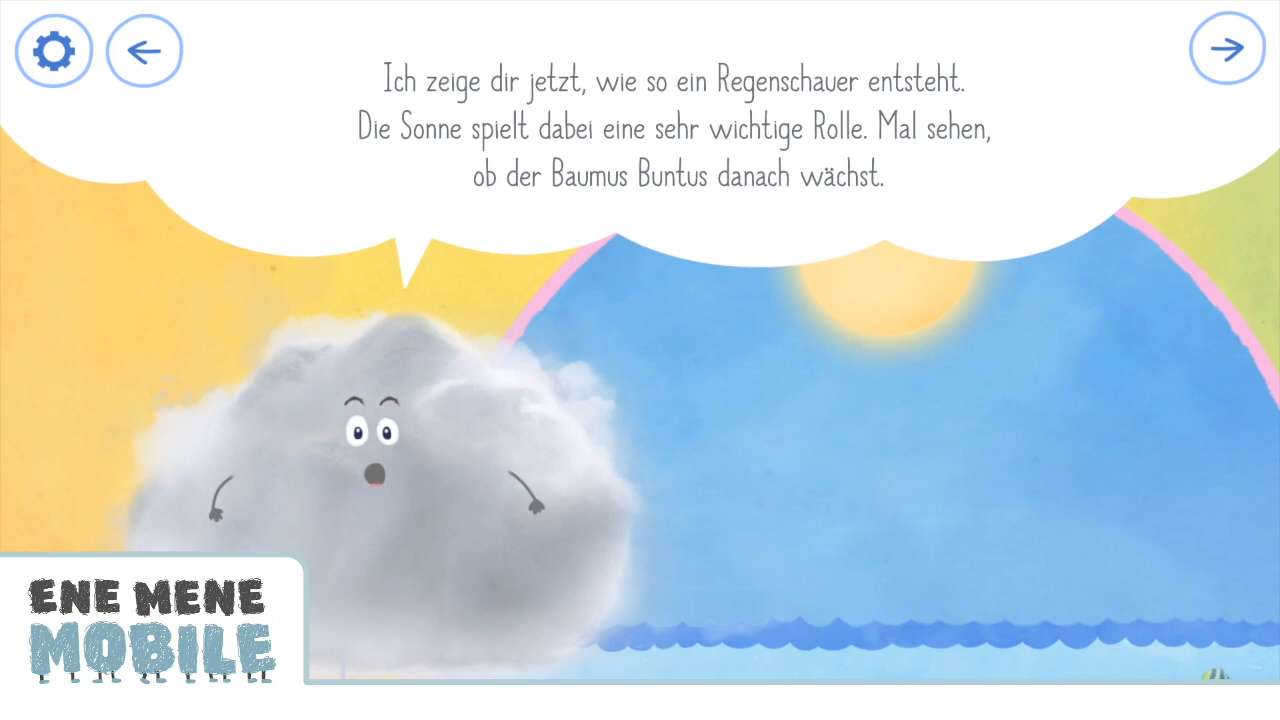 Ich zeige dir jetzt, wie so ein Regenschauer entsteht.
Die Sonne spielt dabei eine sehr wichtige Rolle. Mal sehen,
ob der Baumus Buntus danach wächst.
ENE MENE
MOBILE